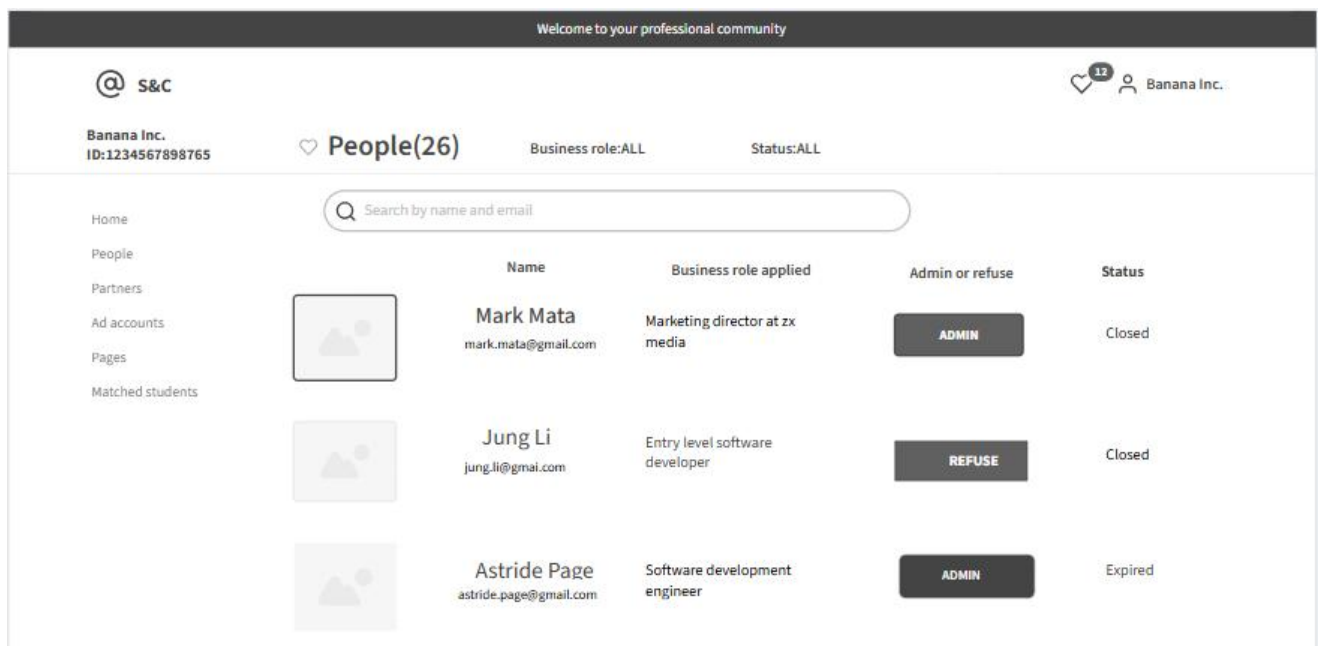 Welcome to your professional community
@ S&C
12
Banana Inc.
Banana Inc.
ID:1234567898765
People(26)
Business role:ALL
Status:ALL
Search by name and email
Home
People
Partners
Ad accounts
Pages
Matched students
Name
Business role applied
Admin or refuse
Status
Mark Mata
mark.mata@gmail.com
Marketing director at zx
media
ADMIN
Closed
Jung Li
jung.li@gmai.com
Entry level software
developer
REFUSE
Closed
Astride Page
astride.page@gmail.com
Software development
engineer
ADMIN
Expired